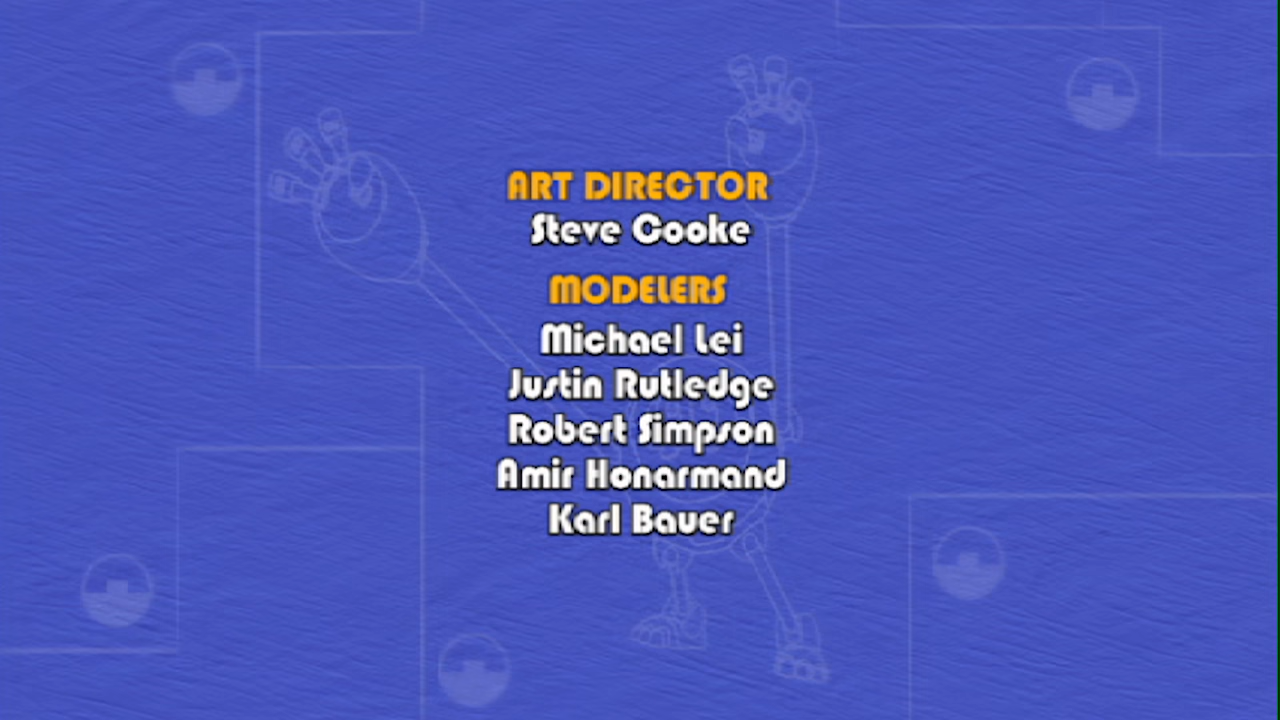 ART DIRECTOR
Steve Cooke
MODELERS
Michael Lei
Justin Rutledge
Robert Simpson
Amir Honarmand
Karl Bauer